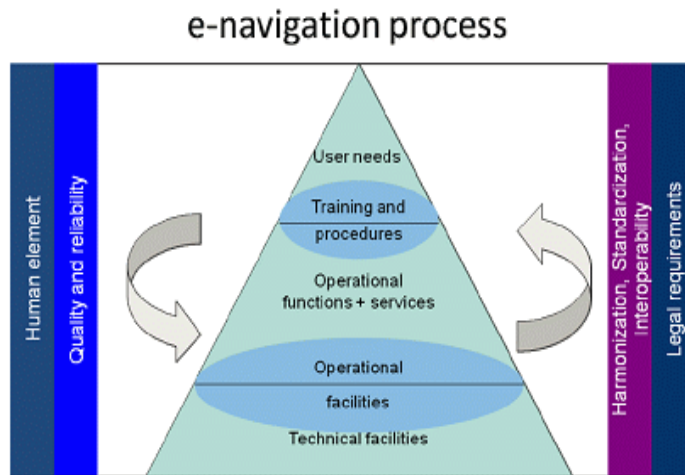 e-navigation process
Human element
Quality and reliability
User needs
Training and
procedures
Operational
functions + services
Operational
facilities
Technical facilities
Harmonization, Standardization,
Interoperability
Legal requirements